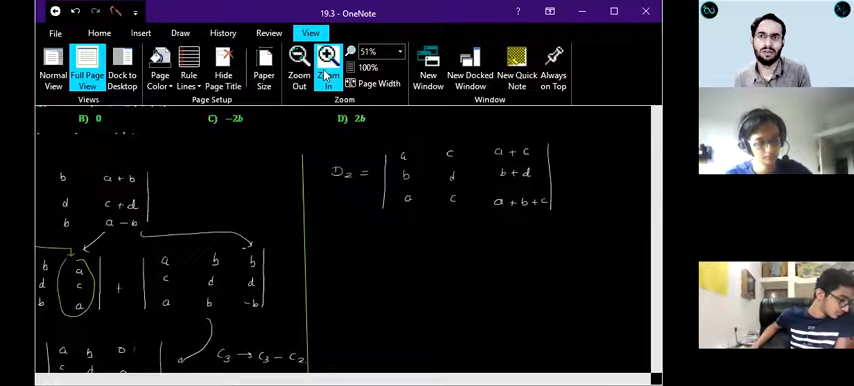 19.3 - OneNote
File Home Insert Draw History Review View
Normal View
Full Page View
Dock to Desktop
Page Color
Rule Lines
Hide Page Title
Paper Size
Zoom Out
Zoom In
51%
100%
Page Width
New Window
New Docked Window
New Quick Note
Always on Top
Views Page Setup Zoom Window
B) 0 C) −2b D) 2b
b a+b
d c+d
b a-b
b a
d c
b a
+
a b b
c d d
a b -b
a b 0
c d
C3 → C3 - C2
D2 =
a c a+c
b d b+d
a c a+b+c